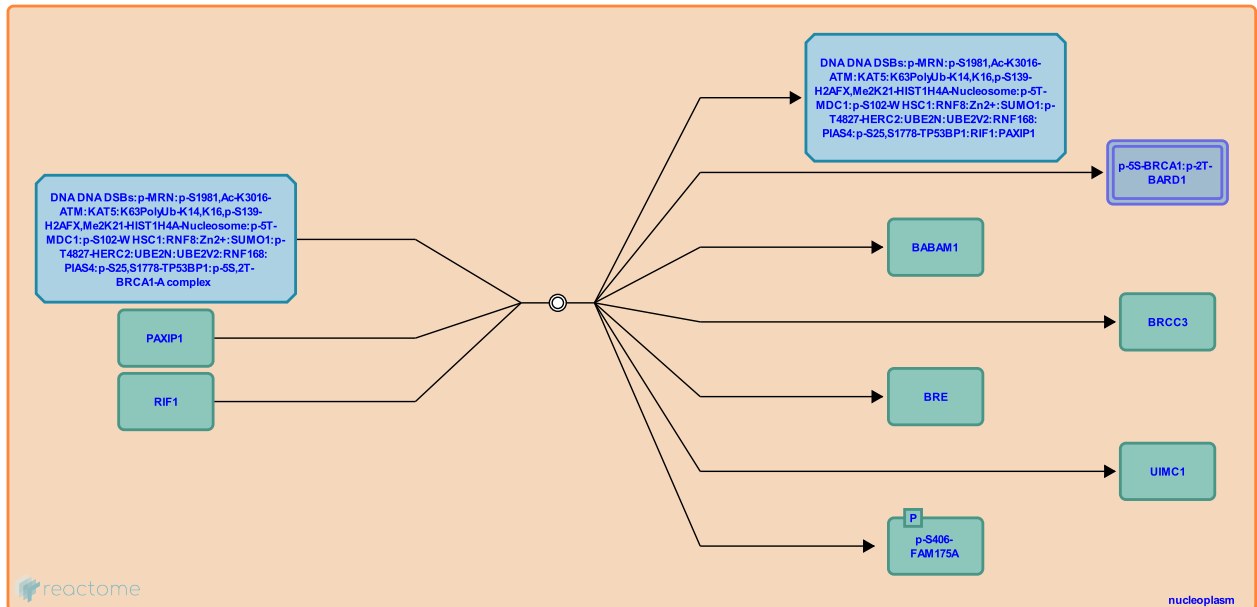 DNA DNA DSBs:p-MRN:p-S1981,Ac-K3016-
ATM:KAT5:K63PolyUb-K14,K16,p-S139-
H2AFX,Me2K21-HIST1H4A-Nucleosome:p-5T-
MDC1:p-S102-WHSC1:RNF8:Zn2+:SUMO1:p-
T4827-HERC2:UBE2N:UBE2V2:RNF168:
PIAS4:p-S25,S1778-TP53BP1:p-5S,2T-
BRCA1-A complex
PAXIP1
RIF1
DNA DNA DSBs:p-MRN:p-S1981,Ac-K3016-
ATM:KAT5:K63PolyUb-K14,K16,p-S139-
H2AFX,Me2K21-HIST1H4A-Nucleosome:p-5T-
MDC1:p-S102-WHSC1:RNF8:Zn2+:SUMO1:p-
T4827-HERC2:UBE2N:UBE2V2:RNF168:
PIAS4:p-S25,S1778-TP53BP1:RIF1:PAXIP1
p-5S-BRCA1:p-2T-
BARD1
BABAM1
BRCC3
BRE
UIMC1
P
p-S406-
FAM175A
reactome
nucleoplasm